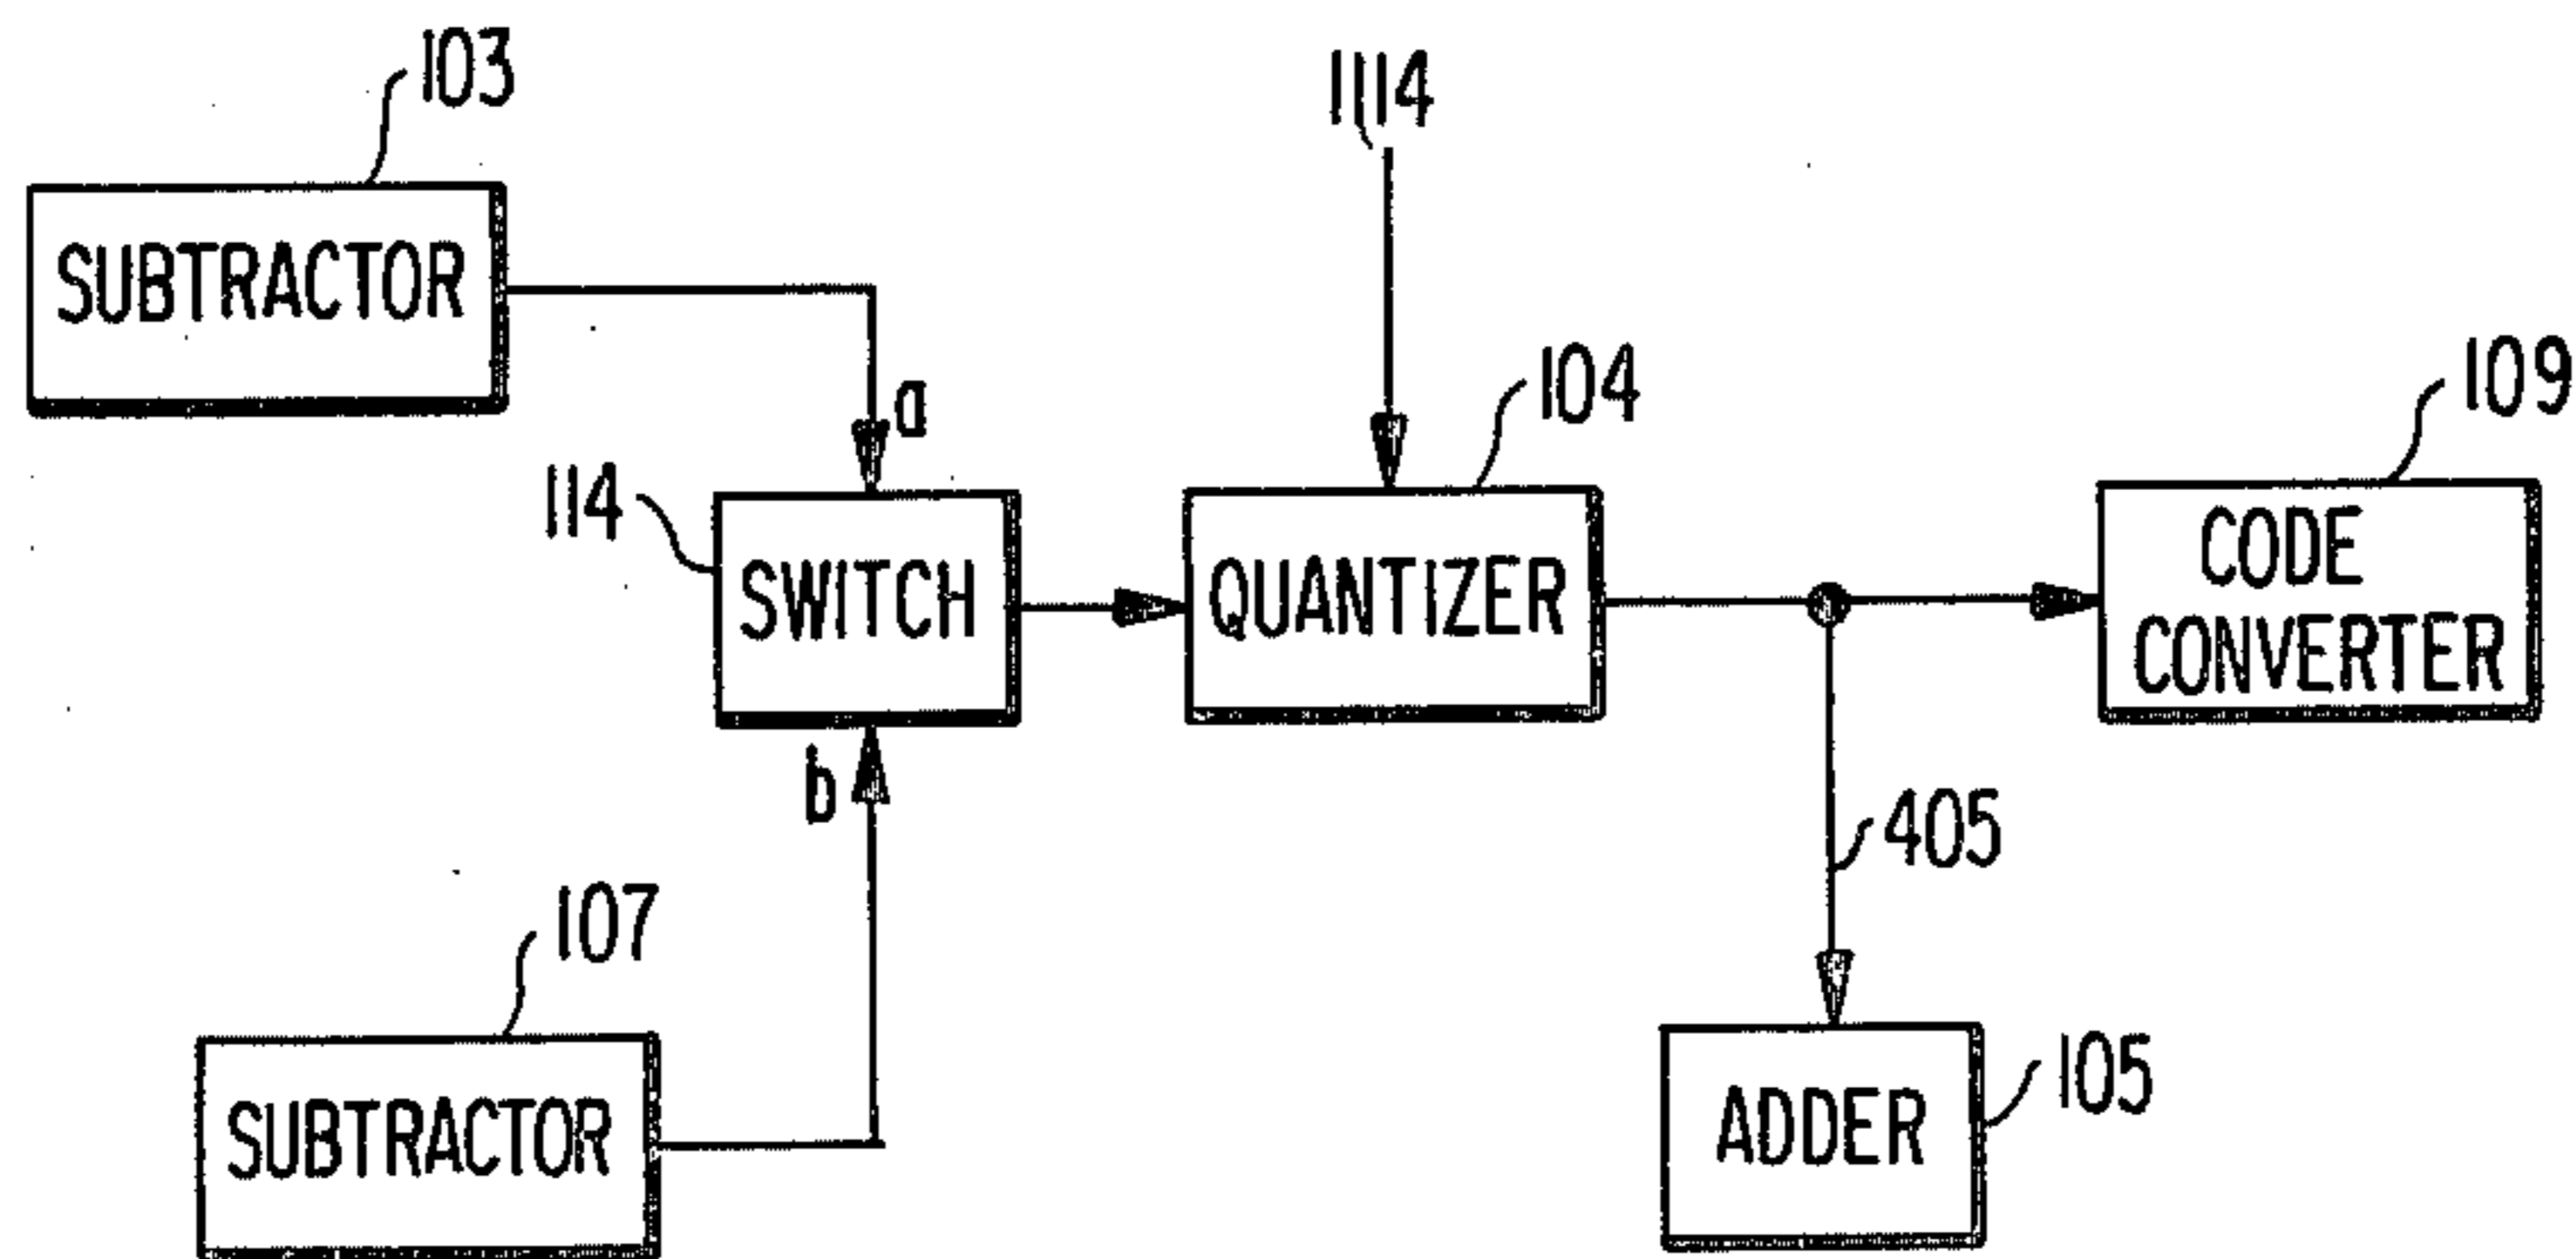 103
1114
SUBTRACTOR
104
109
a
114
SWITCH
QUANTIZER
CODE
CONVERTER
b
405
107
105
SUBTRACTOR
ADDER